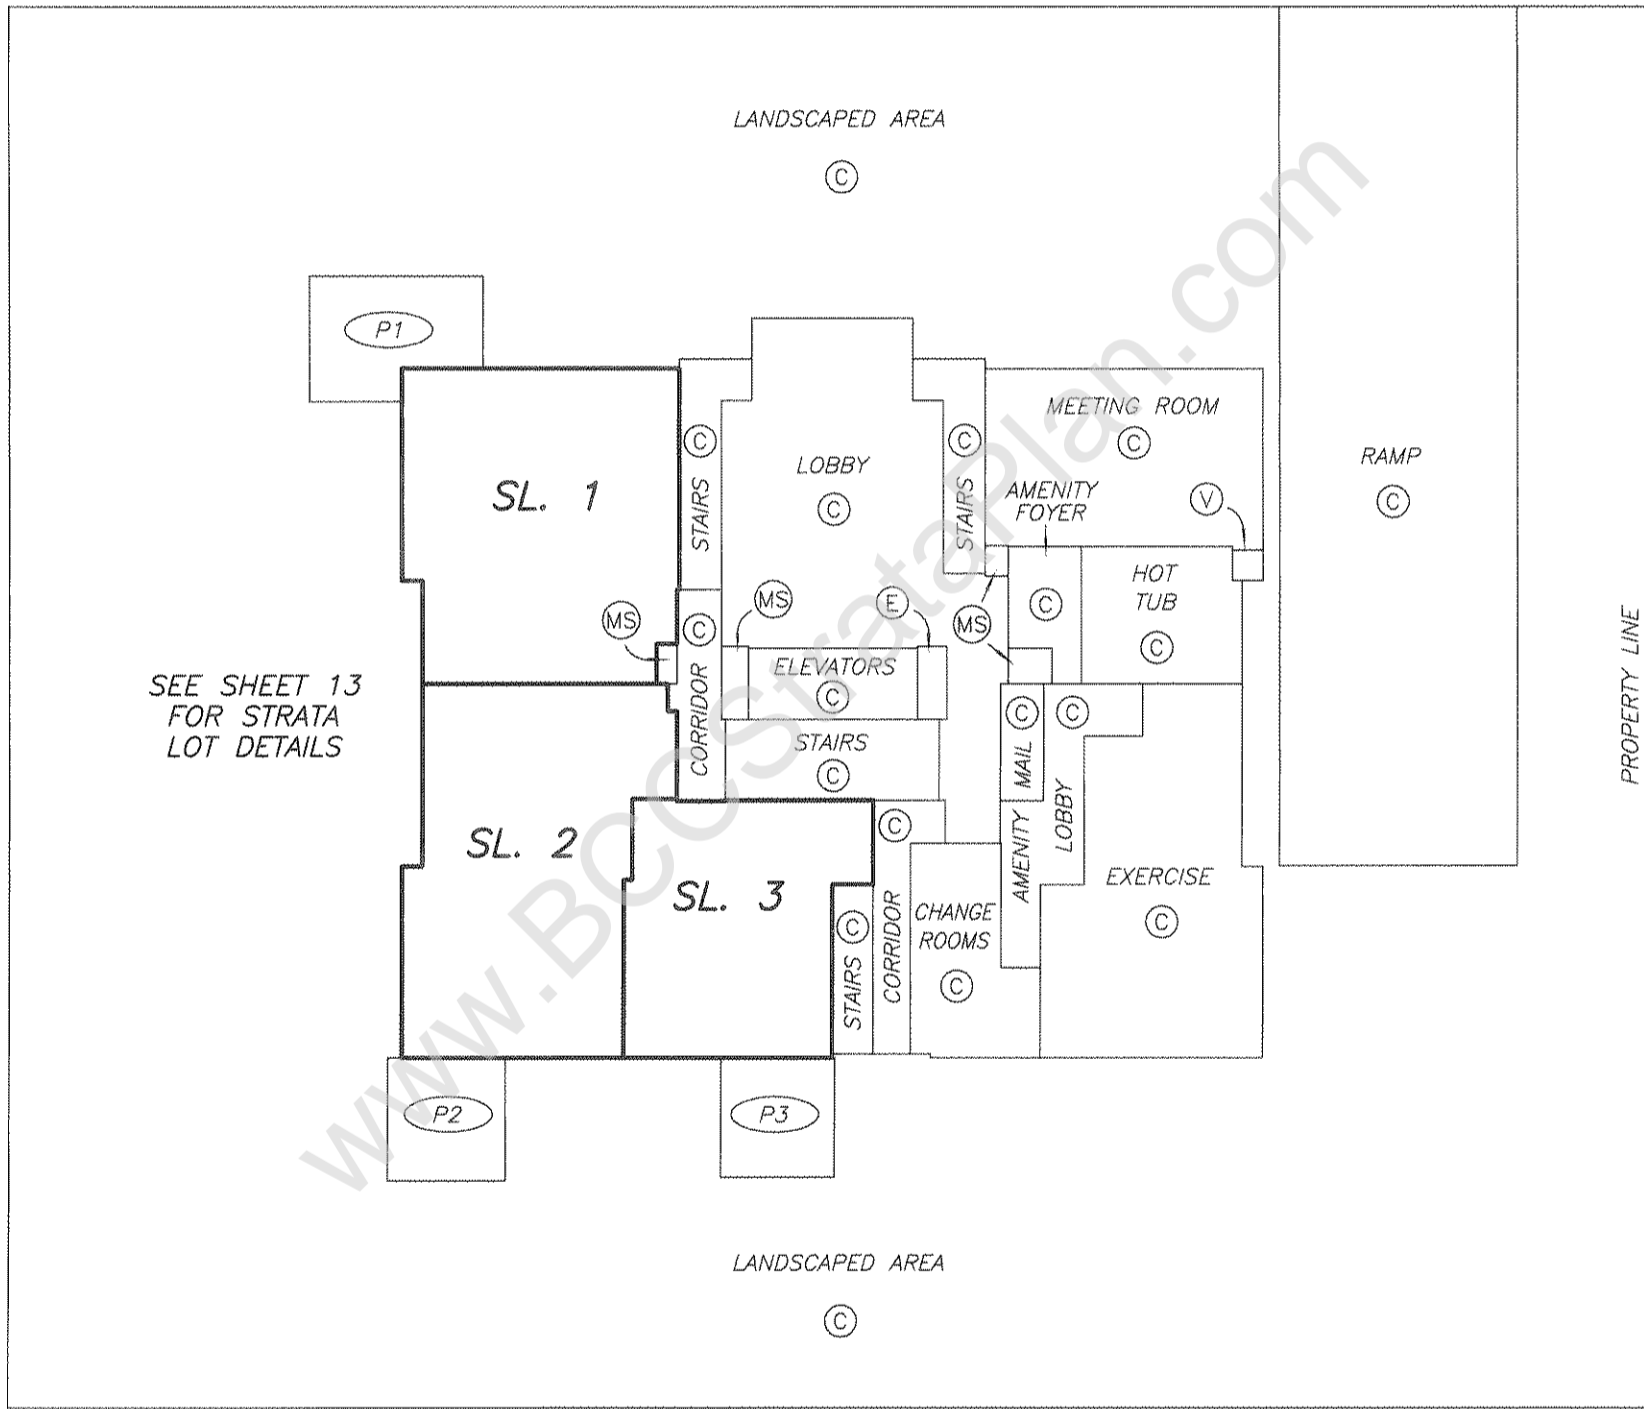 LANDSCAPED AREA
C
P1
SL. 1
STAIRS
C
LOBBY
C
STAIRS
C
MEETING ROOM
C
AMENITY
FOYER
C
V
RAMP
C
HOT
TUB
C
MS
C
CORRIDOR
MS
E
MS
ELEVATORS
C
STAIRS
C
SEE SHEET 13
FOR STRATA
LOT DETAILS
PROPERTY LINE
C
C
AMENITY MAIL
LOBBY
SL. 2
SL. 3
C
CORRIDOR
C
STAIRS
CHANGE
ROOMS
C
EXERCISE
C
P2
P3
LANDSCAPED AREA
C
www.BCCStrataPlan.com